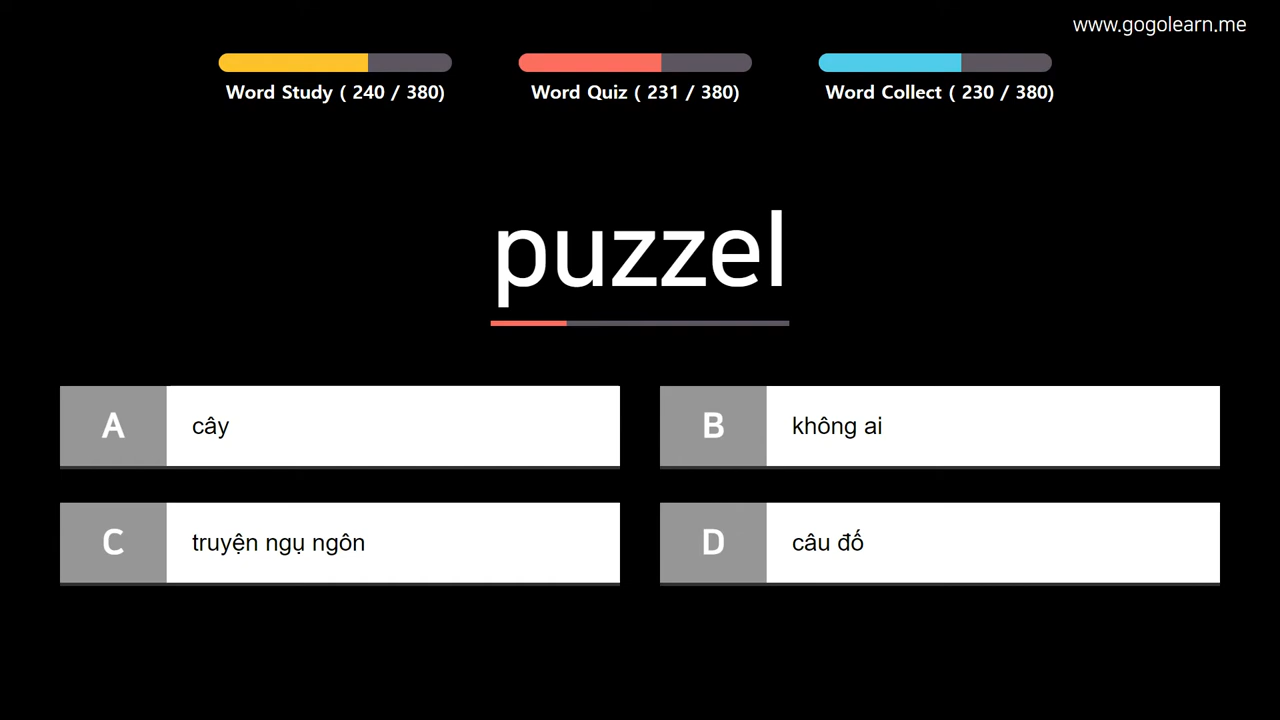 www.gogolearn.me
Word Study ( 240 / 380)
Word Quiz ( 231 / 380)
Word Collect ( 230 / 380)
puzzel
A cây
B không ai
C truyện ngụ ngôn
D câu đố